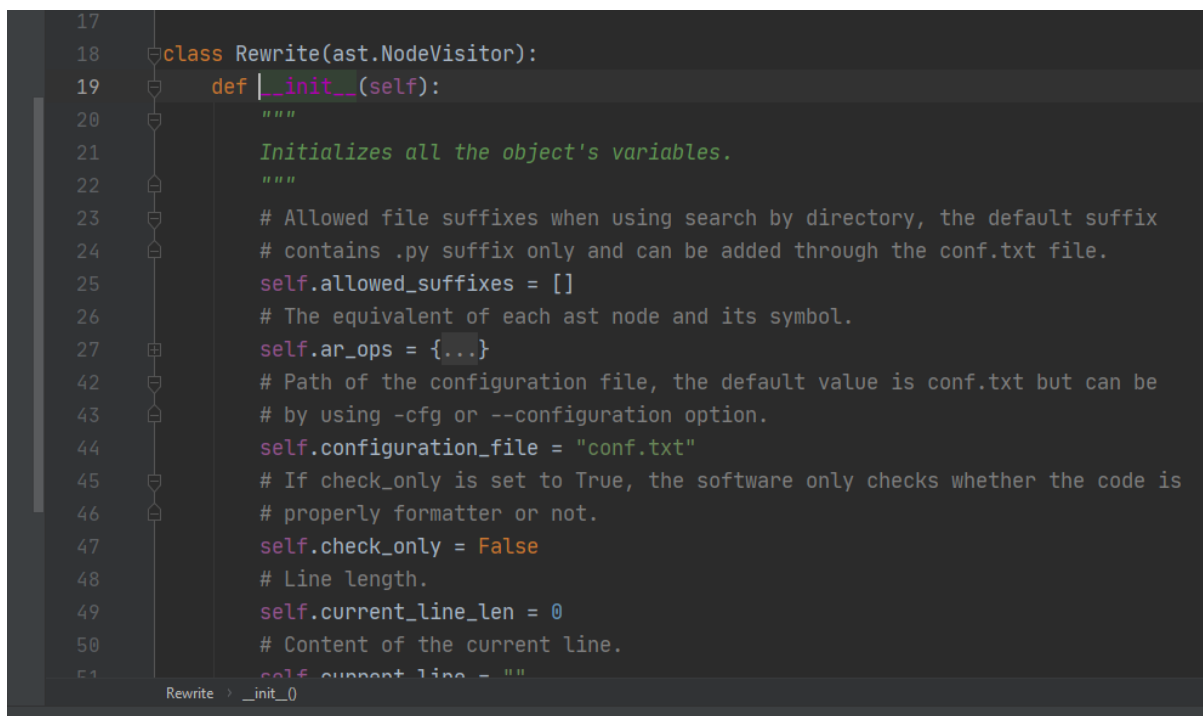 17
18 class Rewrite(ast.NodeVisitor):
19 def __init__(self):
20 """
21 Initializes all the object's variables.
22 """
23 # Allowed file suffixes when using search by directory, the default suffix
24 # contains .py suffix only and can be added through the conf.txt file.
25 self.allowed_suffixes = []
26 # The equivalent of each ast node and its symbol.
27 self.ar_ops = {...}
42 # Path of the configuration file, the default value is conf.txt but can be
43 # by using -cfg or --configuration option.
44 self.configuration_file = "conf.txt"
45 # If check_only is set to True, the software only checks whether the code is
46 # properly formatter or not.
47 self.check_only = False
48 # Line length.
49 self.current_line_len = 0
50 # Content of the current line.
51 self.current_line = ""
Rewrite > __init__()